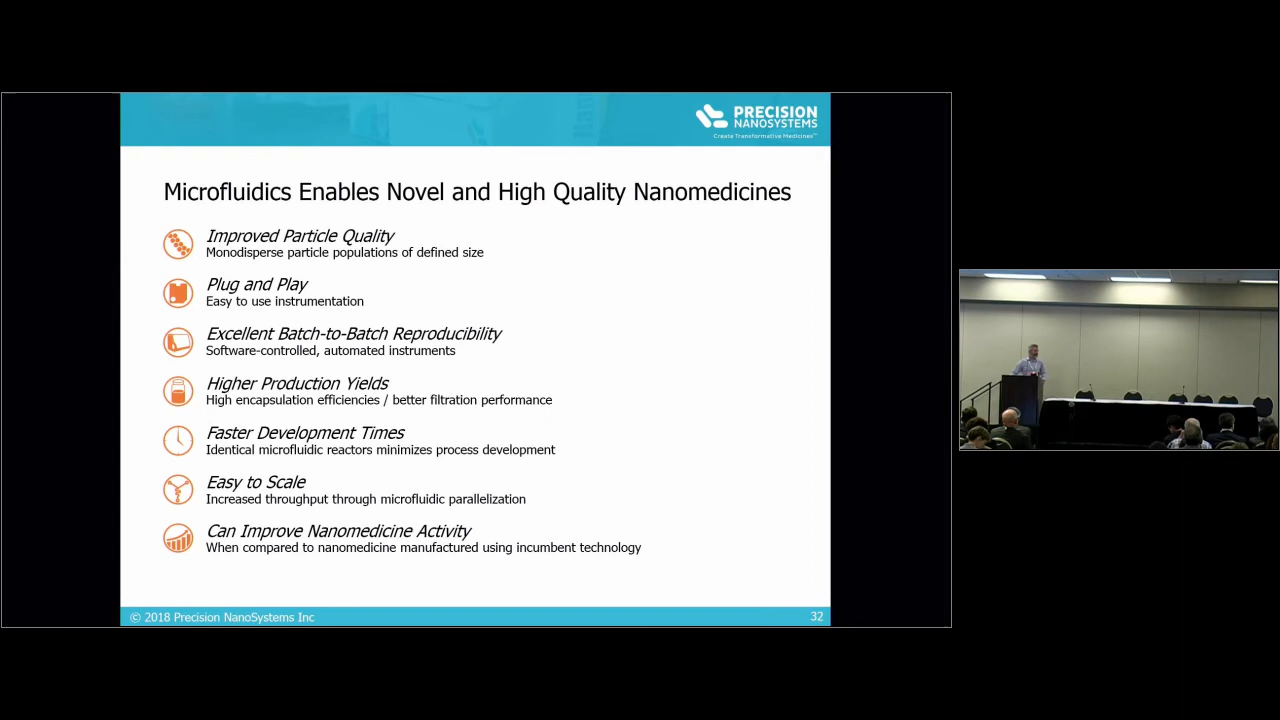 PRECISION
NANOSYSTEMS
Create Transformative Medicines™
Microfluidics Enables Novel and High Quality Nanomedicines
Improved Particle Quality
Monodisperse particle populations of defined size
Plug and Play
Easy to use instrumentation
Excellent Batch-to-Batch Reproducibility
Software-controlled, automated instruments
Higher Production Yields
High encapsulation efficiencies / better filtration performance
Faster Development Times
Identical microfluidic reactors minimizes process development
Easy to Scale
Increased throughput through microfluidic parallelization
Can Improve Nanomedicine Activity
When compared to nanomedicine manufactured using incumbent technology
© 2018 Precision NanoSystems Inc
32